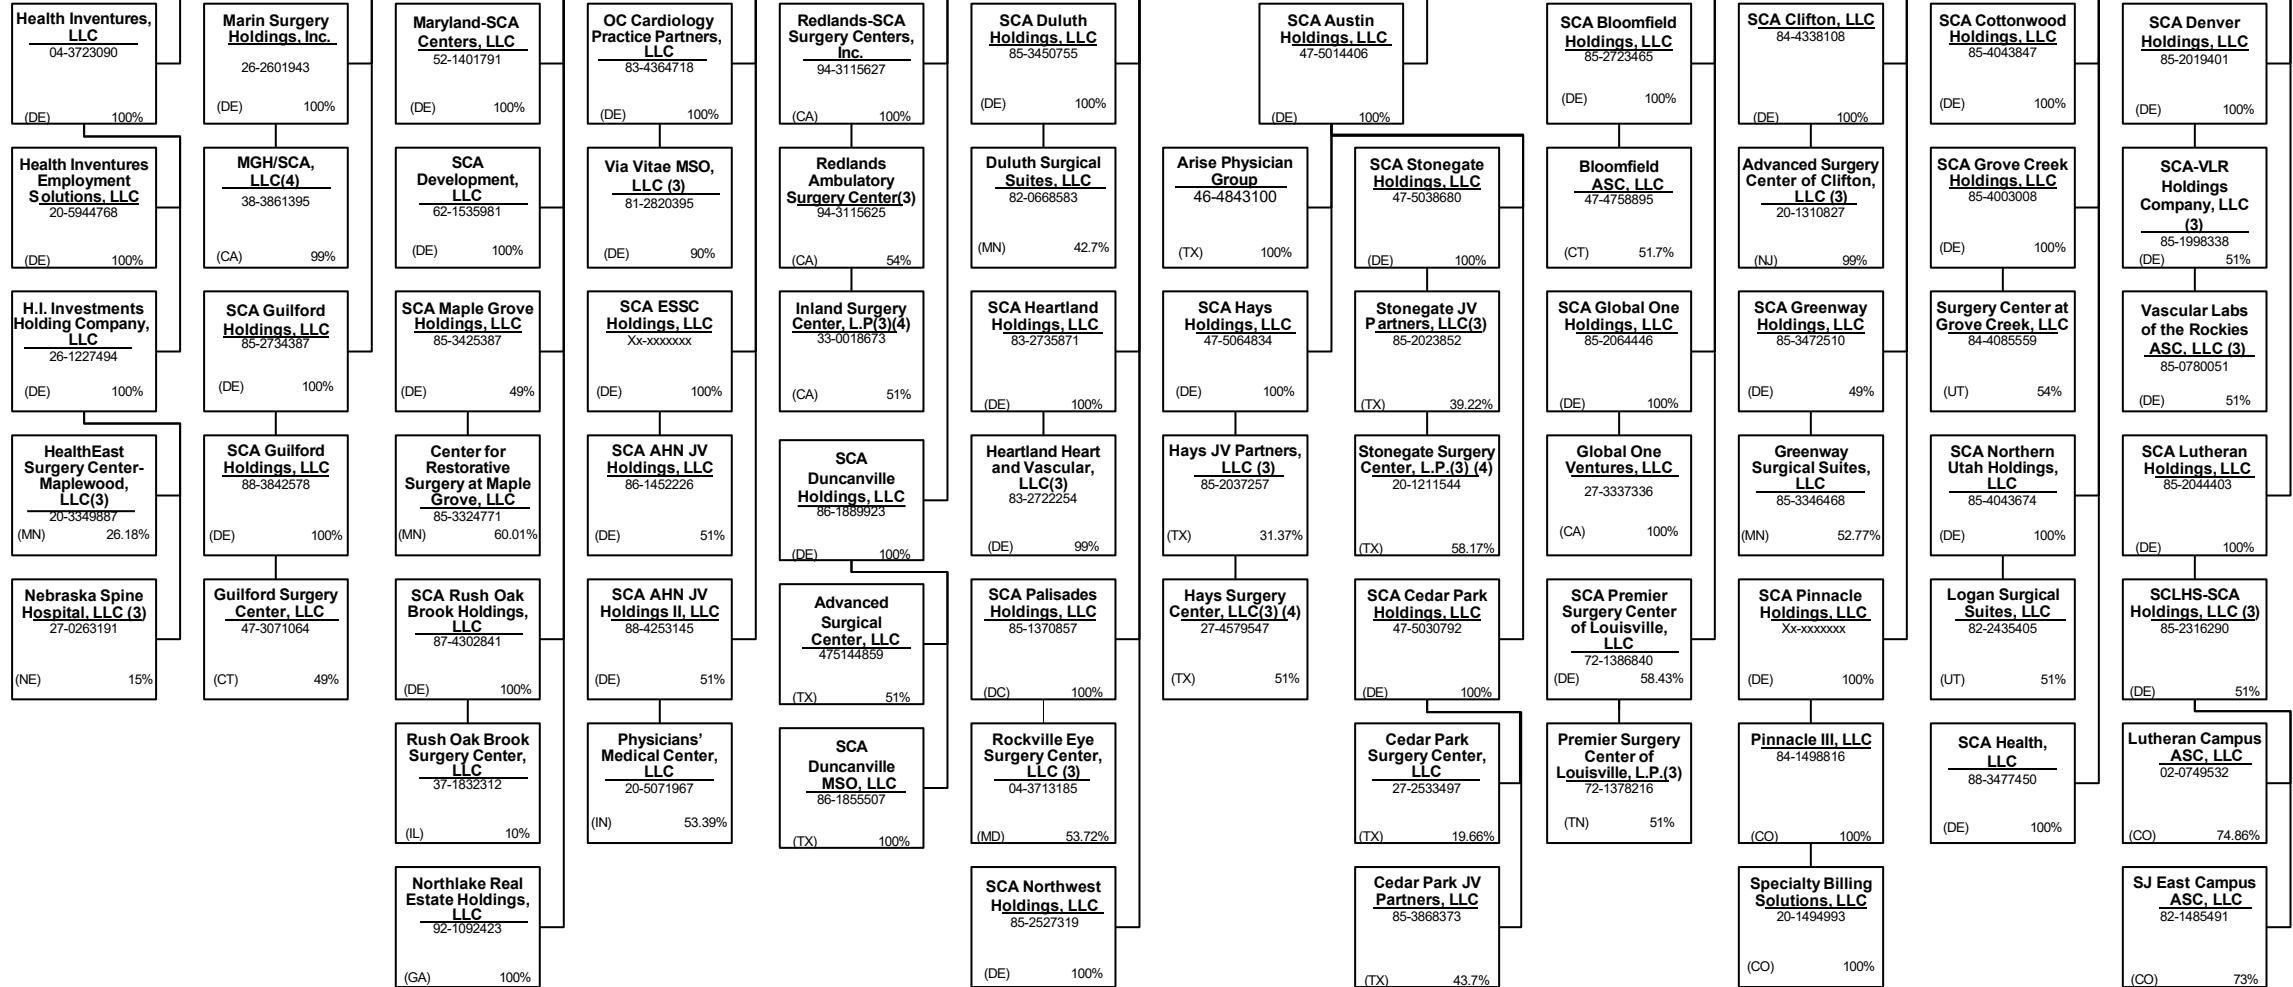 Health Inventures,
LLC
04-3723090
(DE) 100%
Health Inventures
Employment
Solutions, LLC
20-5944768
(DE) 100%
H.I. Investments
Holding Company,
LLC
26-1227494
(DE) 100%
HealthEast
Surgery Center-
Maplewood,
LLC(3)
20-3349887
(MN) 26.18%
Nebraska Spine
Hospital, LLC (3)
27-0263191
(NE) 15%
Marin Surgery
Holdings, Inc.
26-2601943
(DE) 100%
MGH/SCA,
LLC(4)
38-3861395
(CA) 99%
SCA Guilford
Holdings, LLC
85-2734387
(DE) 100%
SCA Guilford
Holdings, LLC
88-3842578
(DE) 100%
Guilford Surgery
Center, LLC
47-3071064
(CT) 49%
Maryland-SCA
Centers, LLC
52-1401791
(DE) 100%
SCA
Development,
LLC
62-1535981
(DE) 100%
SCA Maple Grove
Holdings, LLC
85-3425387
(DE) 49%
Center for
Restorative
Surgery at Maple
Grove, LLC
85-3324771
(MN) 60.01%
SCA Rush Oak
Brook Holdings,
LLC
87-4302841
(DE) 100%
Rush Oak Brook
Surgery Center,
LLC
37-1832312
(IL) 10%
Northlake Real
Estate Holdings,
LLC
92-1092423
(GA) 100%
OC Cardiology
Practice Partners,
LLC
83-4364718
(DE) 100%
Via Vitae MSO,
LLC (3)
81-2820395
(DE) 90%
SCA ESSC
Holdings, LLC
Xx-xxxxxxx
(DE) 100%
SCA AHN JV
Holdings, LLC
86-1452226
(DE) 51%
SCA AHN JV
Holdings II, LLC
88-4253145
(DE) 51%
Physicians’
Medical Center,
LLC
20-5071967
(IN) 53.39%
Redlands-SCA
Surgery Centers,
Inc.
94-3115627
(CA) 100%
Redlands
Ambulatory
Surgery Center(3)
94-3115625
(CA) 54%
Inland Surgery
Center, L.P(3)(4)
33-0018673
(CA) 51%
SCA
Duncanville
Holdings, LLC
86-1889923
(DE) 100%
Advanced
Surgical
Center, LLC
475144859
(TX) 51%
SCA
Duncanville
MSO, LLC
86-1855507
(TX) 100%
SCA Duluth
Holdings, LLC
85-3450755
(DE) 100%
Duluth Surgical
Suites, LLC
82-0668583
(MN) 42.7%
SCA Heartland
Holdings, LLC
83-2735871
(DE) 100%
Heartland Heart
and Vascular,
LLC(3)
83-2722254
(DE) 99%
SCA Palisades
Holdings, LLC
85-1370857
(DC) 100%
Rockville Eye
Surgery Center,
LLC (3)
04-3713185
(MD) 53.72%
SCA Northwest
Holdings, LLC
85-2527319
(DE) 100%
SCA Austin
Holdings, LLC
47-5014406
(DE) 100%
Arise Physician
Group
46-4843100
(TX) 100%
SCA Hays
Holdings, LLC
47-5064834
(DE) 100%
Hays JV Partners,
LLC (3)
85-2037257
(TX) 31.37%
Hays Surgery
Center, LLC(3) (4)
27-4579547
(TX) 51%
SCA Stonegate
Holdings, LLC
47-5038680
(DE) 100%
Stonegate JV
Partners, LLC(3)
85-2023852
(TX) 39.22%
Stonegate Surgery
Center, L.P.(3) (4)
20-1211544
(TX) 58.17%
SCA Cedar Park
Holdings, LLC
47-5030792
(DE) 100%
Cedar Park
Surgery Center,
LLC
27-2533497
(TX) 19.66%
Cedar Park JV
Partners, LLC
85-3868373
(TX) 43.7%
SCA Bloomfield
Holdings, LLC
85-2723465
(DE) 100%
Bloomfield
ASC, LLC
47-4758895
(CT) 51.7%
SCA Global One
Holdings, LLC
85-2064446
(DE) 100%
Global One
Ventures, LLC
27-3337336
(CA) 100%
SCA Premier
Surgery Center
of Louisville,
LLC
72-1386840
(DE) 58.43%
Premier Surgery
Center of
Louisville, L.P.(3)
72-1378216
(TN) 51%
SCA Clifton, LLC
84-4338108
(DE) 100%
Advanced Surgery
Center of Clifton,
LLC (3)
20-1310827
(NJ) 99%
SCA Greenway
Holdings, LLC
85-3472510
(DE) 49%
Greenway
Surgical Suites,
LLC
85-3346468
(MN) 52.77%
SCA Pinnacle
Holdings, LLC
Xx-xxxxxxx
(DE) 100%
Pinnacle III, LLC
84-1498816
(CO) 100%
Specialty Billing
Solutions, LLC
20-1494993
(CO) 100%
SCA Cottonwood
Holdings, LLC
85-4043847
(DE) 100%
SCA Grove Creek
Holdings, LLC
85-4003008
(DE) 100%
Surgery Center at
Grove Creek, LLC
84-4085559
(UT) 54%
SCA Northern
Utah Holdings,
LLC
85-4043674
(DE) 100%
Logan Surgical
Suites, LLC
82-2435405
(UT) 51%
SCA Health,
LLC
88-3477450
(DE) 100%
SCA Denver
Holdings, LLC
85-2019401
(DE) 100%
SCA-VLR
Holdings
Company, LLC
(3)
85-1998338
(DE) 51%
Vascular Labs
of the Rockies
ASC, LLC (3)
85-0780051
(DE) 51%
SCA Lutheran
Holdings, LLC
85-2044403
(DE) 100%
SCLHS-SCA
Holdings, LLC (3)
85-2316290
(DE) 51%
Lutheran Campus
ASC, LLC
02-0749532
(CO) 74.86%
SJ East Campus
ASC, LLC
82-1485491
(CO) 73%